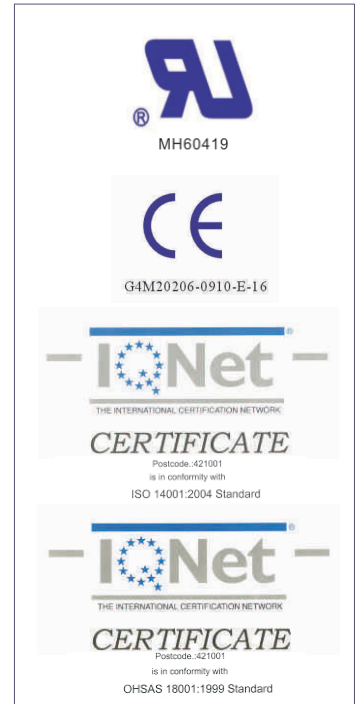 ®
MH60419
CE
G4M20206-0910-E-16
®
IQNet
THE INTERNATIONAL CERTIFICATION NETWORK
CERTIFICATE
Postcode.:421001
is in conformity with
ISO 14001:2004 Standard
®
IQNet
THE INTERNATIONAL CERTIFICATION NETWORK
CERTIFICATE
Postcode.:421001
is in conformity with
OHSAS 18001:1999 Standard